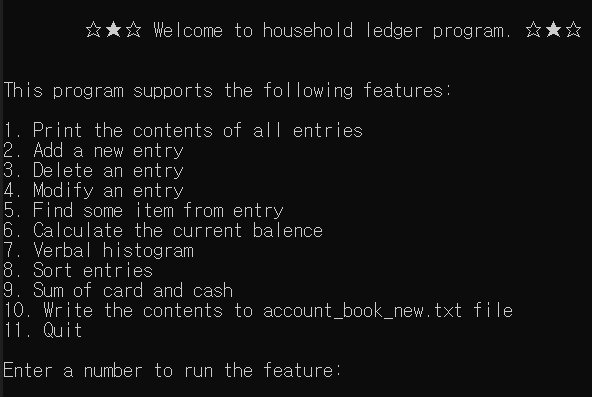 ☆★☆ Welcome to household ledger program. ☆★☆
This program supports the following features:
1. Print the contents of all entries
2. Add a new entry
3. Delete an entry
4. Modify an entry
5. Find some item from entry
6. Calculate the current balence
7. Verbal histogram
8. Sort entries
9. Sum of card and cash
10. Write the contents to account_book_new.txt file
11. Quit
Enter a number to run the feature: